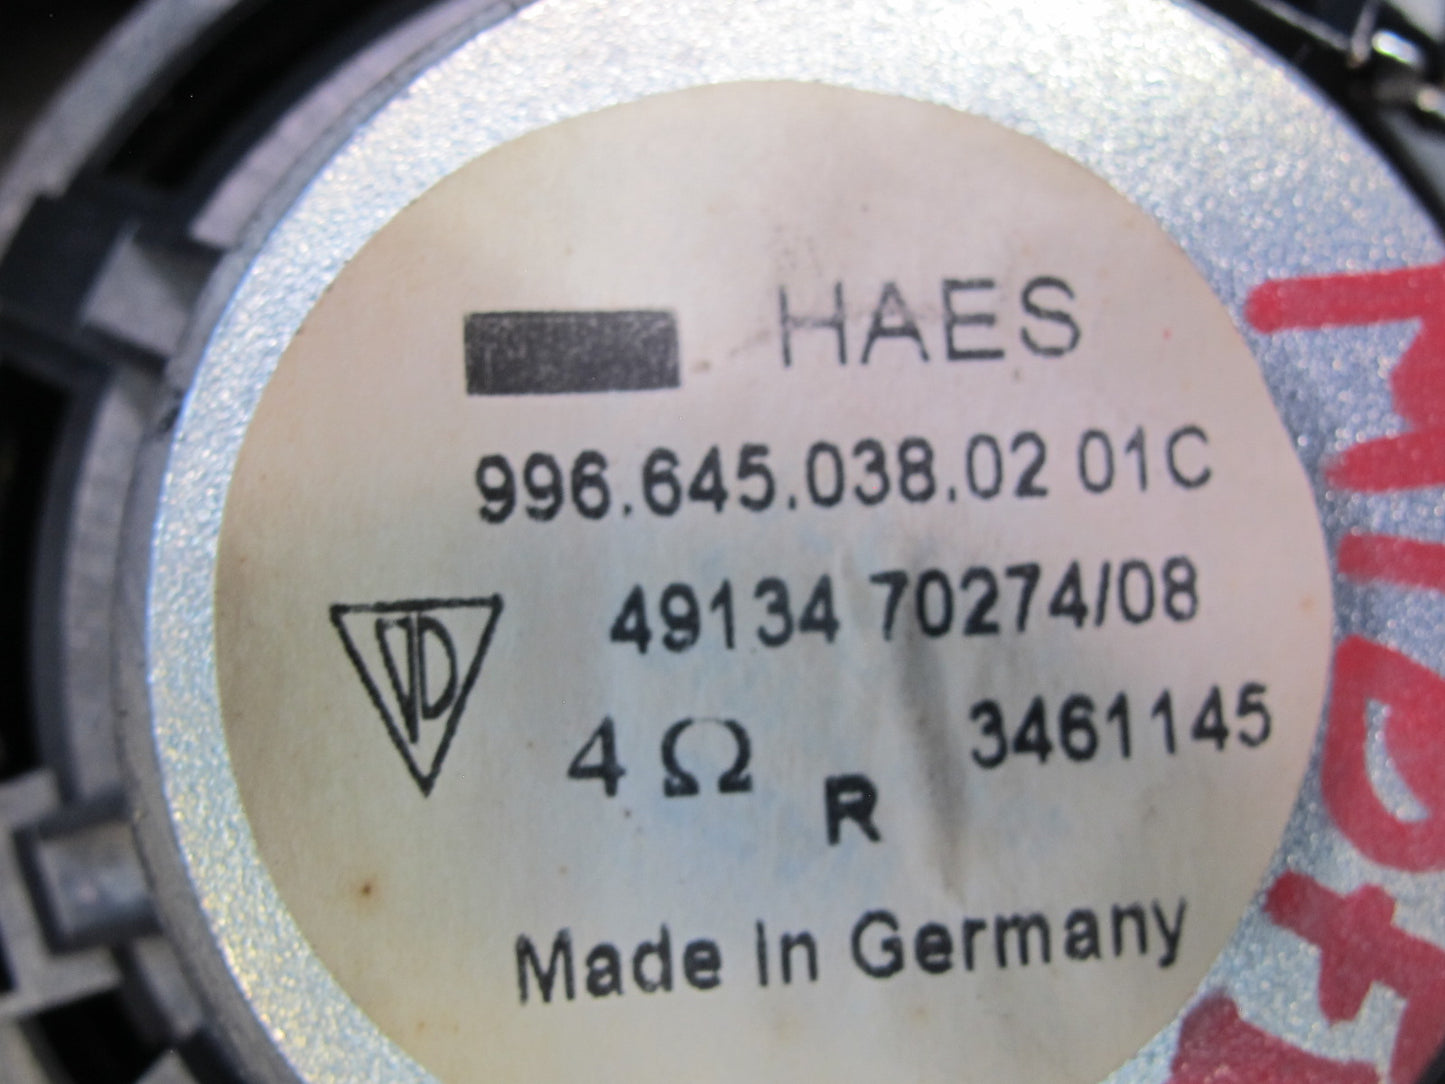 HAES
996.645.038.02 01C
49134 70274/08
VD
4 Ω
3461145
R
Made In Germany